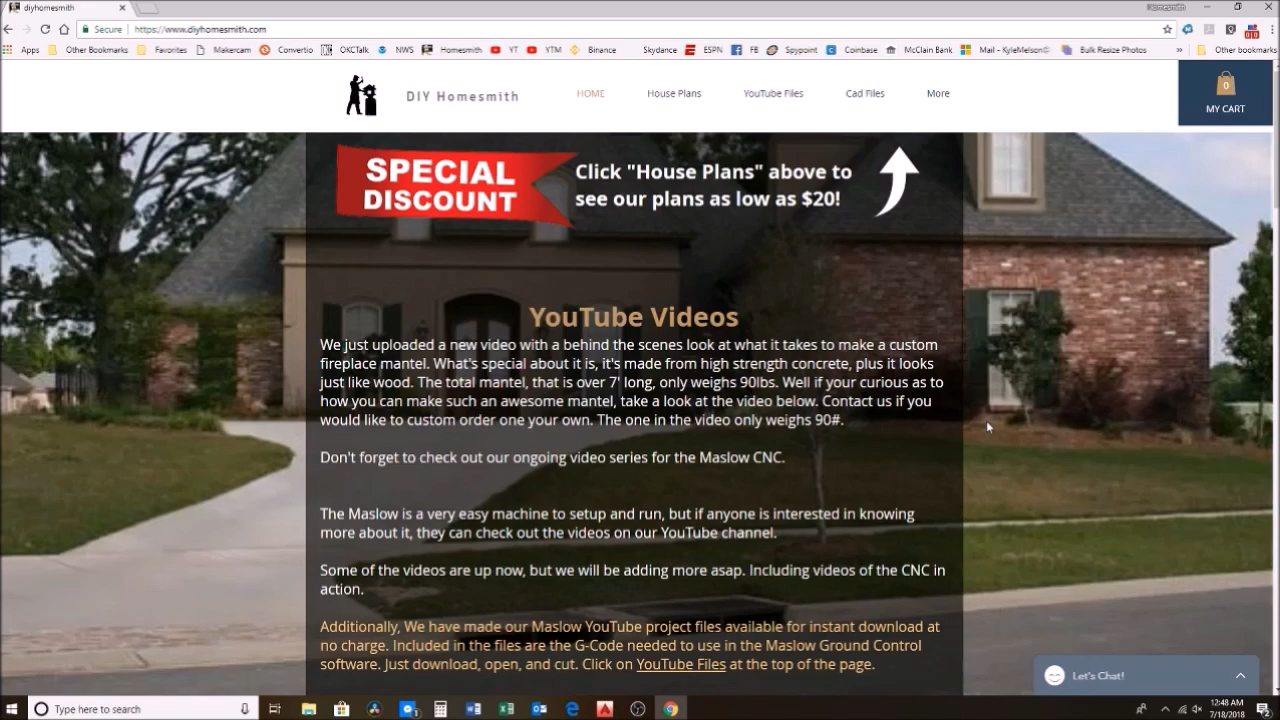 diyhomesmith
Homesmith
Secure
https://www.diyhomesmith.com
Apps
Other Bookmarks
Favorites
Makercam
Convertio
OKCTalk
NWS
Homesmith
YT
YTM
Binance
Skydance
ESPN
FB
Spypoint
Coinbase
McClain Bank
Mail - KyleMelson@
Bulk Resize Photos
»
Other bookmarks
DIY Homesmith
HOME
House Plans
YouTube Files
Cad Files
More
0
MY CART
SPECIAL
DISCOUNT
Click "House Plans" above to
see our plans as low as $20!
YouTube Videos
We just uploaded a new video with a behind the scenes look at what it takes to make a custom
fireplace mantel. What's special about it is, it's made from high strength concrete, plus it looks
just like wood. The total mantel, that is over 7' long, only weighs 90lbs. Well if your curious as to
how you can make such an awesome mantel, take a look at the video below. Contact us if you
would like to custom order one your own. The one in the video only weighs 90#.
Don't forget to check out our ongoing video series for the Maslow CNC.
The Maslow is a very easy machine to setup and run, but if anyone is interested in knowing
more about it, they can check out the videos on our YouTube channel.
Some of the videos are up now, but we will be adding more asap. Including videos of the CNC in
action.
Additionally, We have made our Maslow YouTube project files available for instant download at
no charge. Included in the files are the G-Code needed to use in the Maslow Ground Control
software. Just download, open, and cut. Click on YouTube Files at the top of the page.
Let's Chat!
Type here to search
12:48 AM
7/18/2018